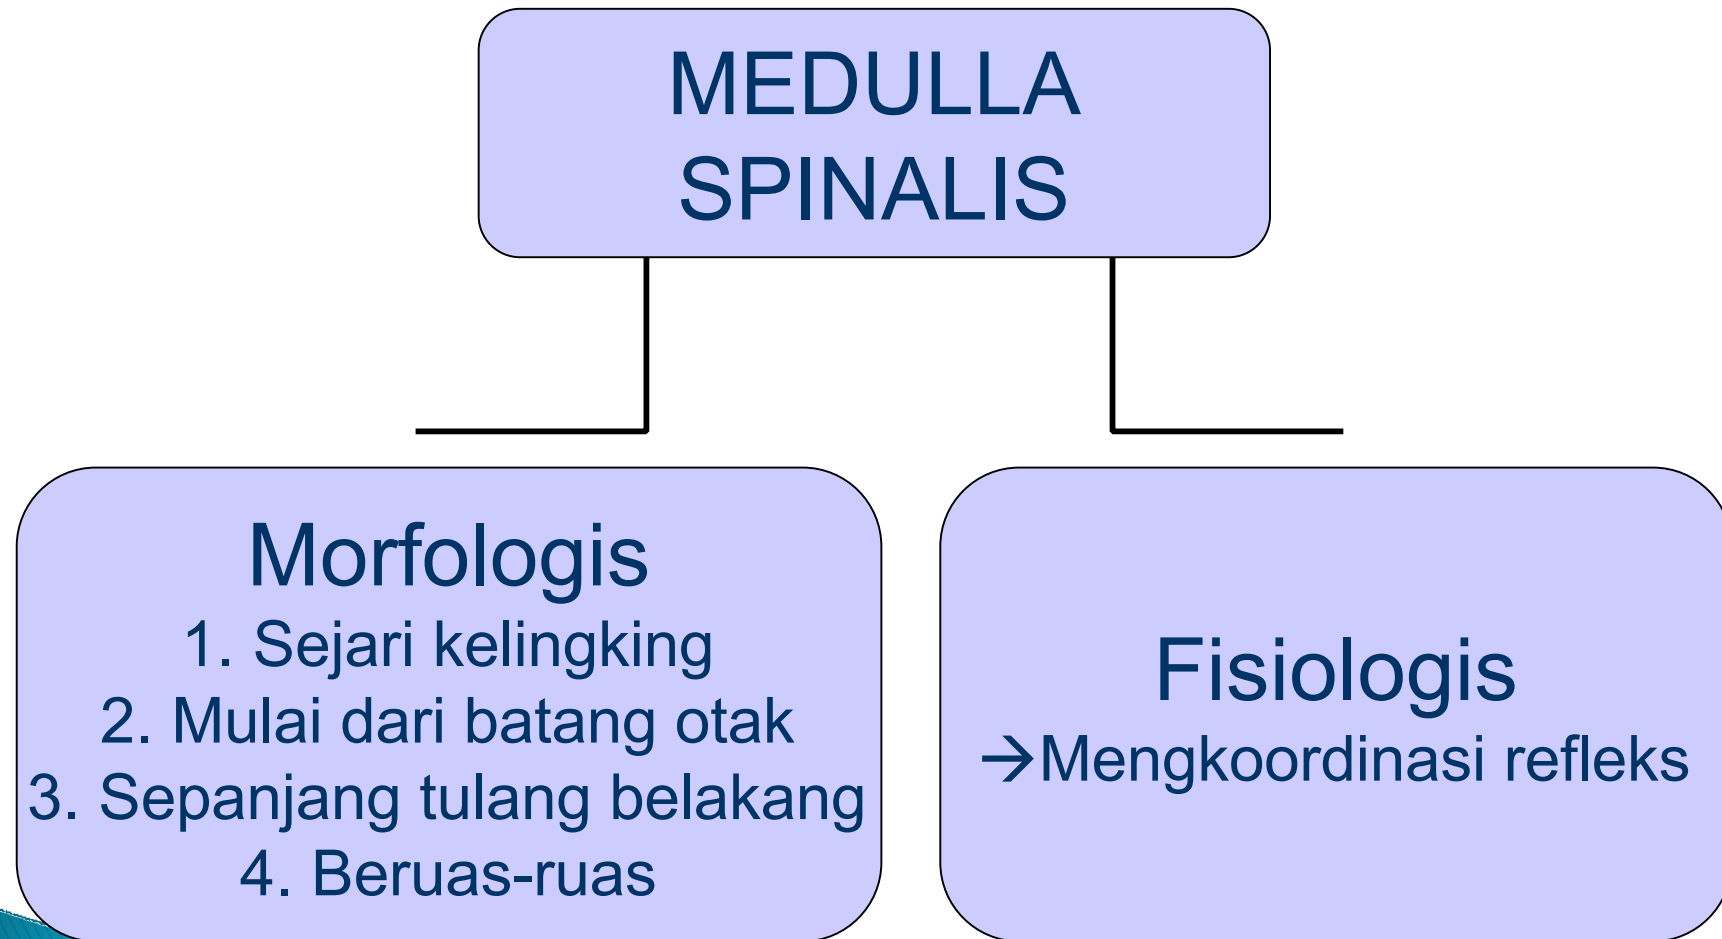 MEDULLA
SPINALIS
Morfologis
1. Sejari kelingking
2. Mulai dari batang otak
3. Sepanjang tulang belakang
4. Beruas-ruas
Fisiologis
→Mengkoordinasi refleks